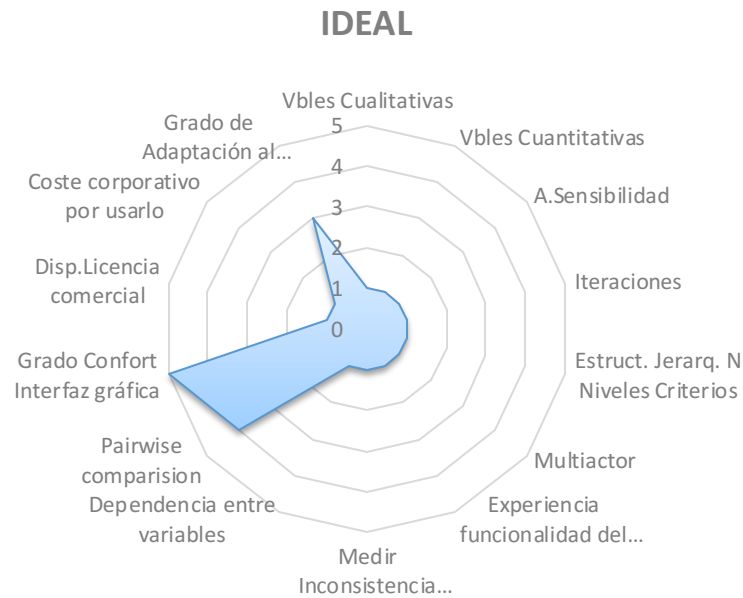 IDEAL
Vbles Cualitativas
Vbles Cuantitativas
A.Sensibilidad
Iteraciones
Estruct. Jerarq. N
Niveles Criterios
Multiactor
Experiencia
funcionalidad del…
Medir
Inconsistencia…
Dependencia entre
variables
Pairwise
comparision
Grado Confort
Interfaz gráfica
Disp.Licencia
comercial
Coste corporativo
por usarlo
Grado de
Adaptación al…
5
4
3
2
1
0